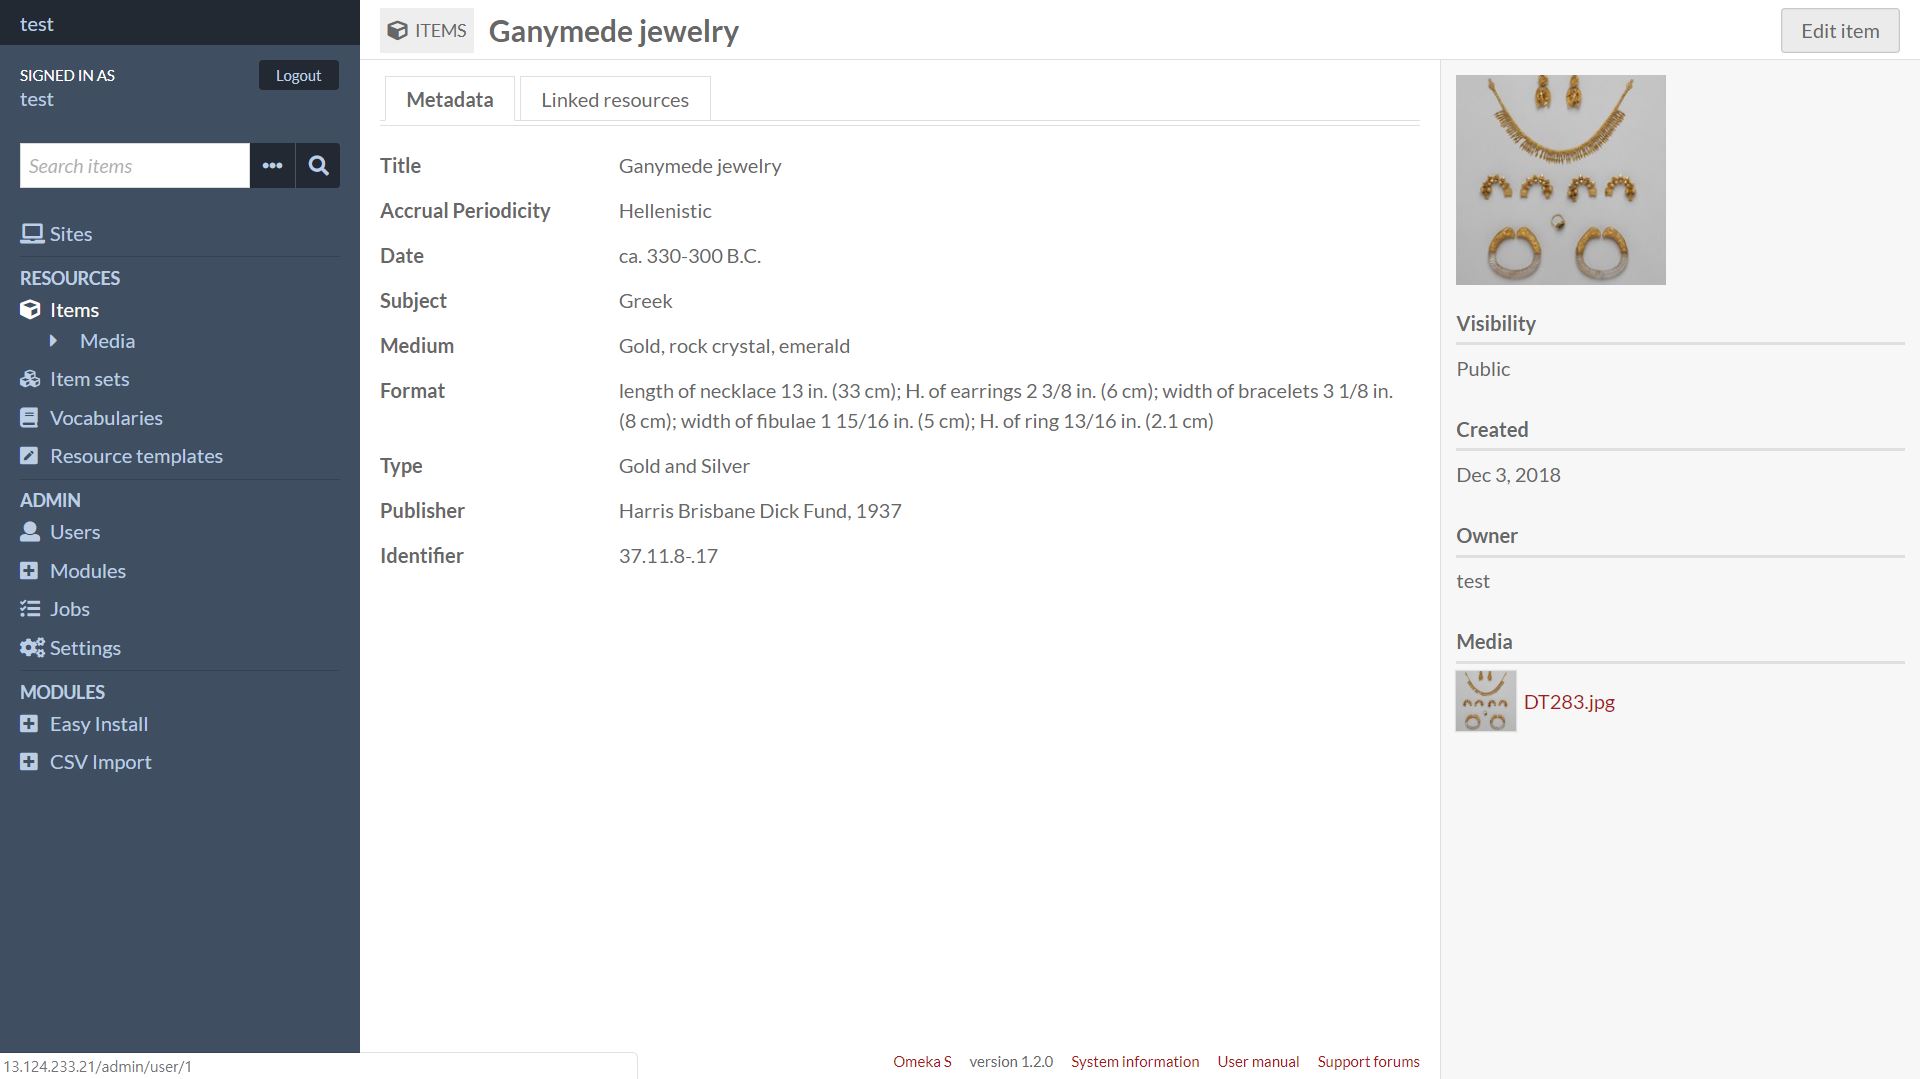 test
SIGNED IN AS
Logout
test
Search items
Sites
RESOURCES
Items
Media
Item sets
Vocabularies
Resource templates
ADMIN
Users
Modules
Jobs
Settings
MODULES
Easy Install
CSV Import
13.124.233.21/admin/user/1
ITEMS Ganymede jewelry
Edit item
Metadata Linked resources
Title Ganymede jewelry
Accrual Periodicity Hellenistic
Date ca. 330-300 B.C.
Subject Greek
Medium Gold, rock crystal, emerald
Format length of necklace 13 in. (33 cm); H. of earrings 2 3/8 in. (6 cm); width of bracelets 3 1/8 in.
(8 cm); width of fibulae 1 15/16 in. (5 cm); H. of ring 13/16 in. (2.1 cm)
Type Gold and Silver
Publisher Harris Brisbane Dick Fund, 1937
Identifier 37.11.8-.17
Visibility
Public
Created
Dec 3, 2018
Owner
test
Media
DT283.jpg
Omeka S version 1.2.0 System information User manual Support forums